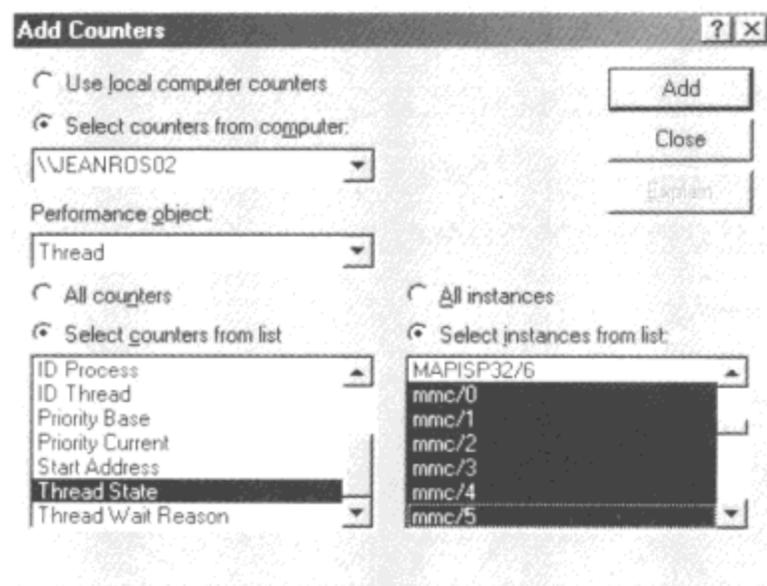 Add Counters
Use local computer counters
Select counters from computer:
\\JEANROS02
Performance object:
Thread
All counters
Select counters from list
ID Process
ID Thread
Priority Base
Priority Current
Start Address
Thread State
Thread Wait Reason
Add
Close
Explain
All instances
Select instances from list:
MAPISP32/6
mmc/0
mmc/1
mmc/2
mmc/3
mmc/4
mmc/5